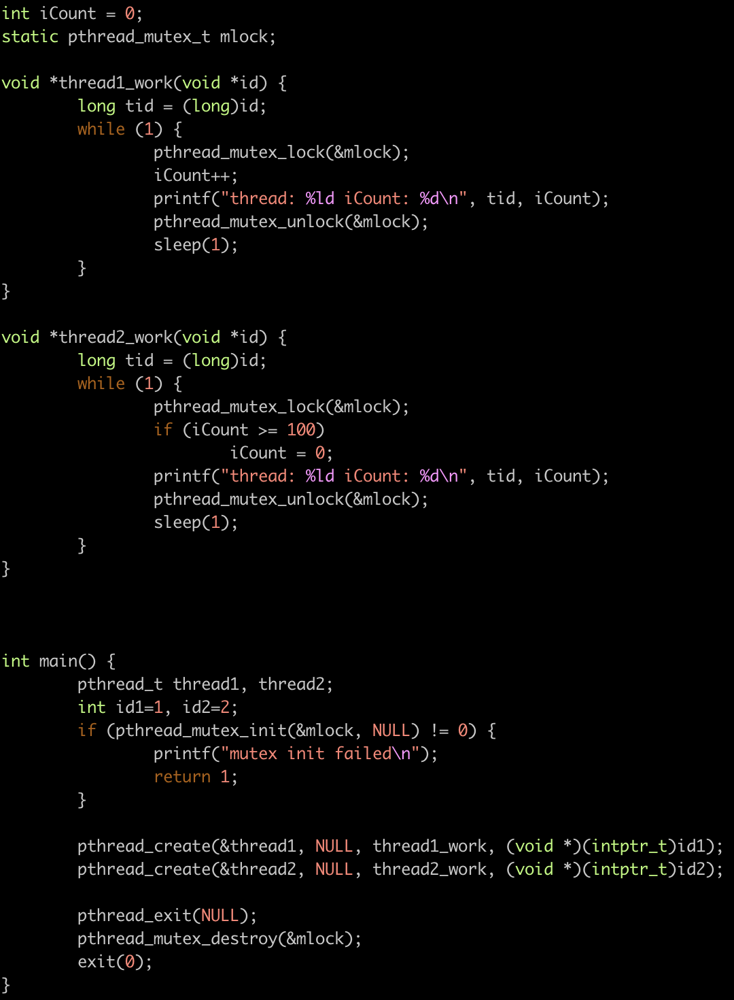 int iCount = 0;
static pthread_mutex_t mlock;

void *thread1_work(void *id) {
        long tid = (long)id;
        while (1) {
                pthread_mutex_lock(&mlock);
                iCount++;
                printf("thread: %ld iCount: %d\n", tid, iCount);
                pthread_mutex_unlock(&mlock);
                sleep(1);
        }
}

void *thread2_work(void *id) {
        long tid = (long)id;
        while (1) {
                pthread_mutex_lock(&mlock);
                if (iCount >= 100)
                        iCount = 0;
                printf("thread: %ld iCount: %d\n", tid, iCount);
                pthread_mutex_unlock(&mlock);
                sleep(1);
        }
}

int main() {
        pthread_t thread1, thread2;
        int id1=1, id2=2;
        if (pthread_mutex_init(&mlock, NULL) != 0) {
                printf("mutex init failed\n");
                return 1;
        }

        pthread_create(&thread1, NULL, thread1_work, (void *)(intptr_t)id1);
        pthread_create(&thread2, NULL, thread2_work, (void *)(intptr_t)id2);

        pthread_exit(NULL);
        pthread_mutex_destroy(&mlock);
        exit(0);
}